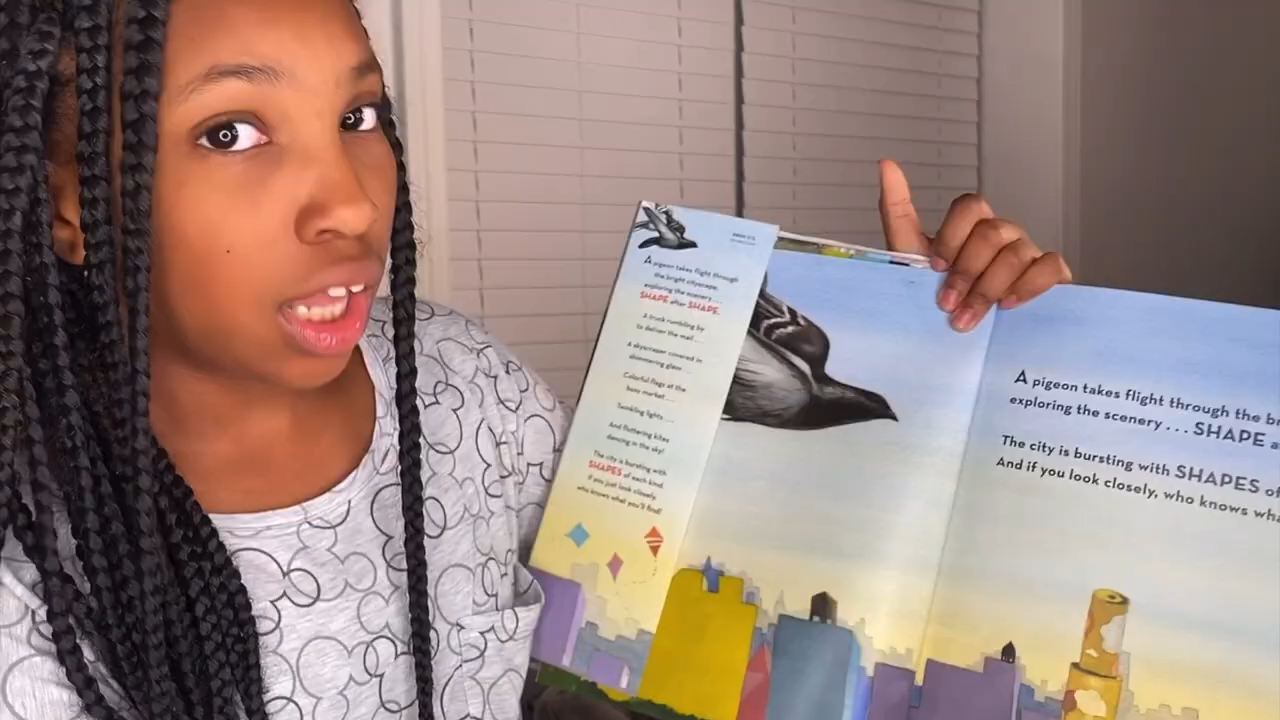 A pigeon takes flight through
the bright cityscape,
exploring the scenery ...
SHAPE after SHAPE.
A truck rumbling by
to deliver the mail ...
A skyscraper covered in
shimmering glass ...
Colorful flags at the
busy market ...
Twinkling lights ...
And fluttering kites
dancing in the sky!
The city is bursting with
SHAPES of each kind.
If you just look closely,
who knows what you'll find!
A pigeon takes flight through the
exploring the scenery ... SHAPE
The city is bursting with SHAPES
And if you look closely, who knows